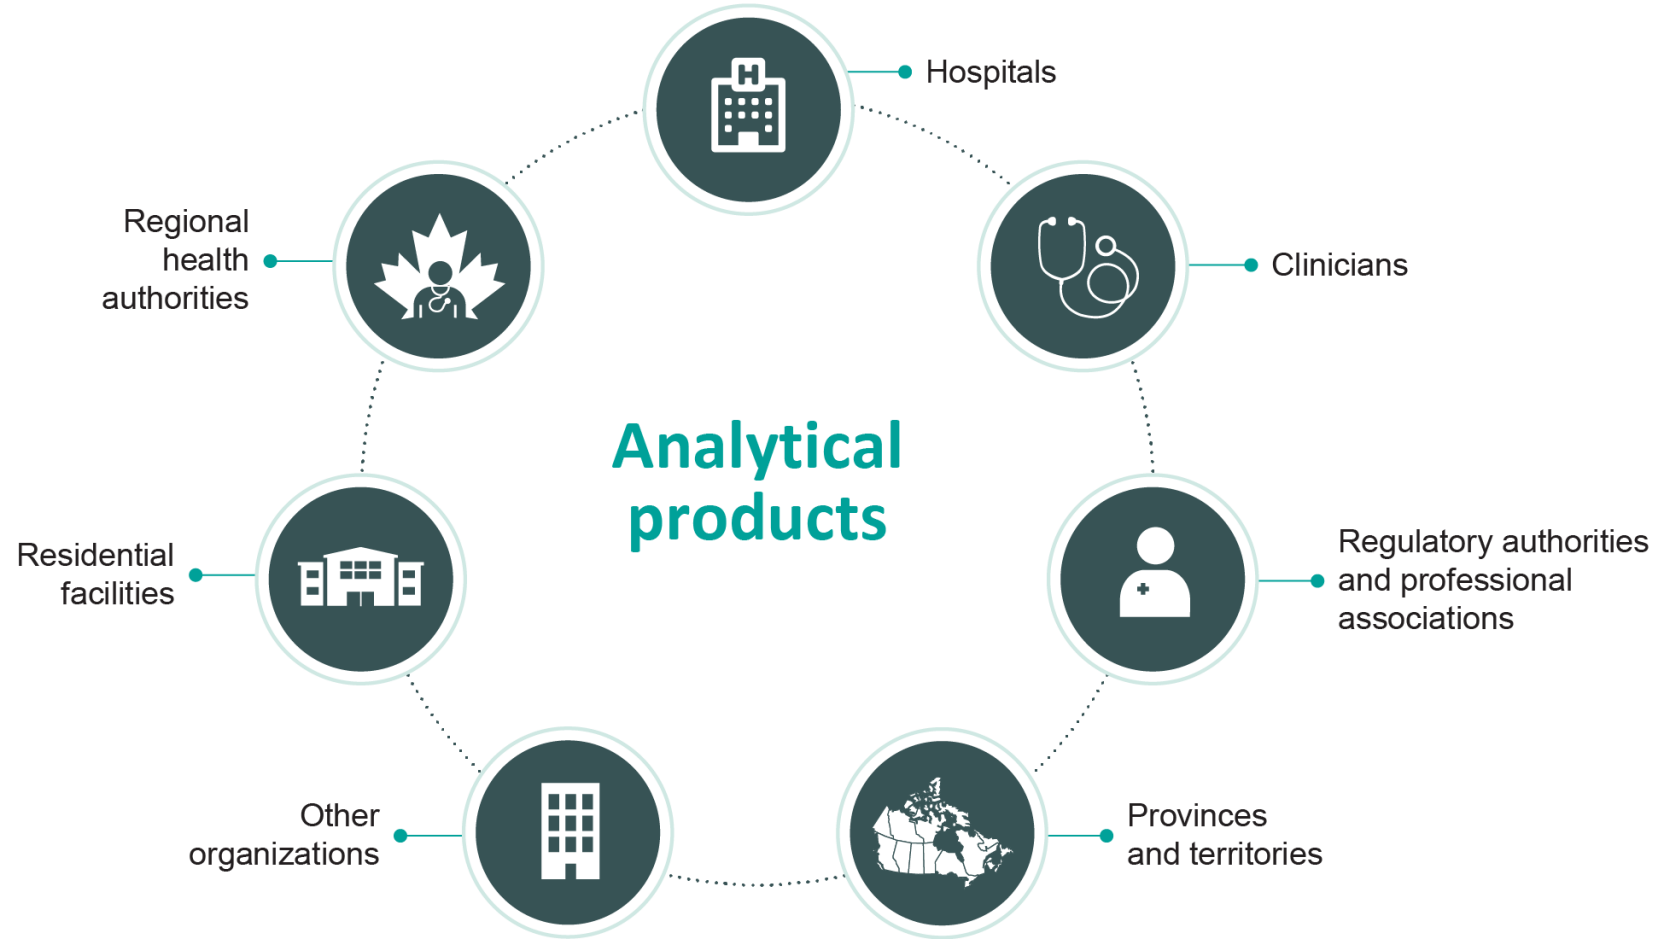 Hospitals
Clinicians
Regulatory authorities
and professional
associations
Provinces
and territories
Other
organizations
Residential
facilities
Regional
health
authorities
Analytical
products
H